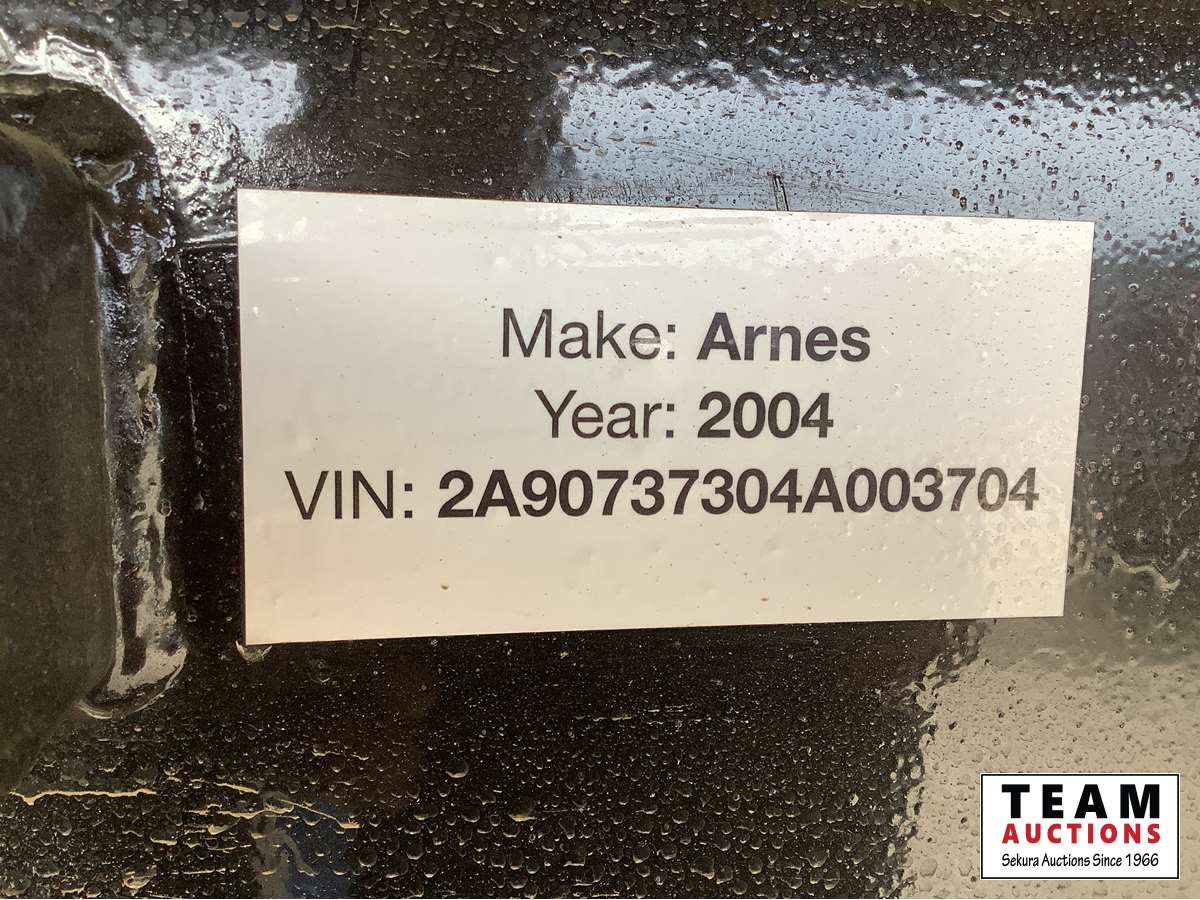 Make: Arnes
Year: 2004
VIN: 2A90737304A003704
TEAM
AUCTIONS
Sekura Auctions Since 1966